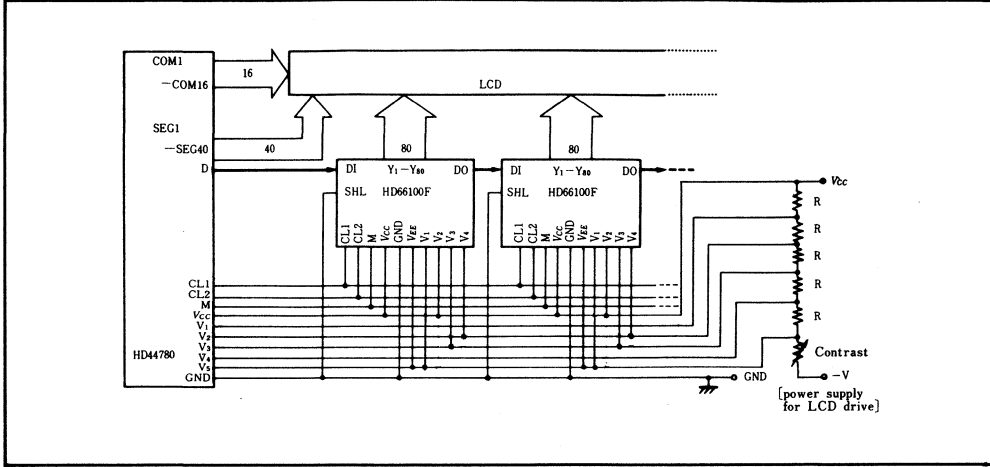 COM1
—COM16
16
LCD
SEG1
—SEG40
40
80
80
D
DI Y1—Y80 DO
SHL HD66100F
CL1 CL2 M VCC GND VEE V1 V2 V3 V4
DI Y1—Y80 DO
SHL HD66100F
CL1 CL2 M VCC GND VEE V1 V2 V3 V4
Vcc
R
R
R
R
R
Contrast
—V
[power supply
for LCD drive]
CL1
CL2
M
VCC
V1
V2
V3
V4
V5
GND
HD44780
GND